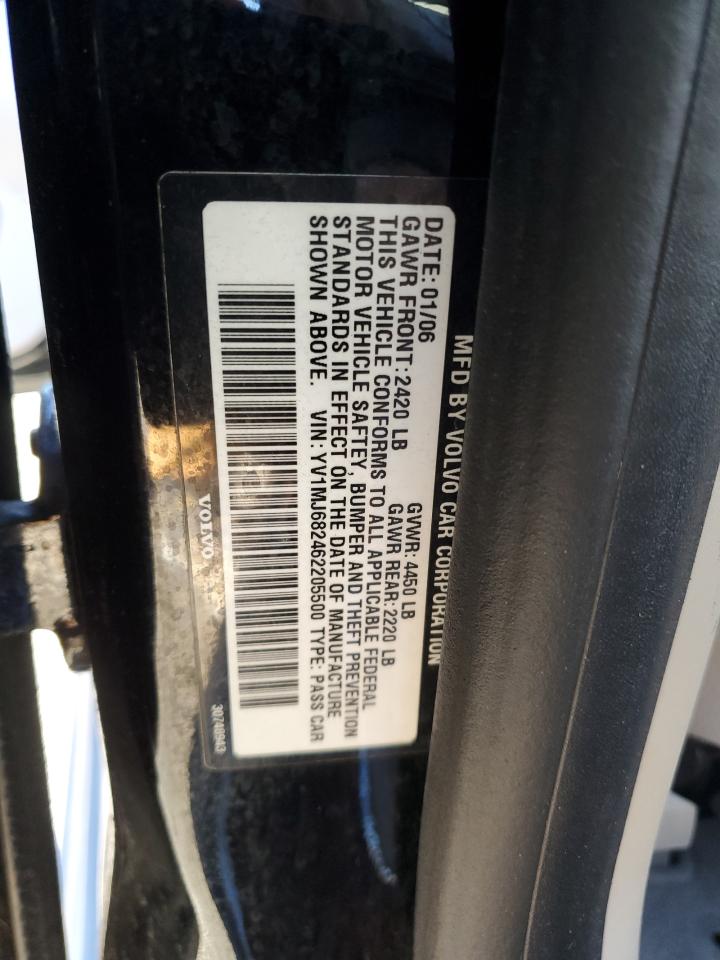 MFD BY VOLVO CAR CORPORATION
DATE: 01/06 GVWR: 4450 LB
GAWR FRONT: 2420 LB GAWR REAR: 2220 LB
THIS VEHICLE CONFORMS TO ALL APPLICABLE FEDERAL
MOTOR VEHICLE SAFTEY, BUMPER AND THEFT PREVENTION
STANDARDS IN EFFECT ON THE DATE OF MANUFACTURE
SHOWN ABOVE. VIN: YV1MJ682462205500 TYPE: PASS CAR
VOLVO
30740943